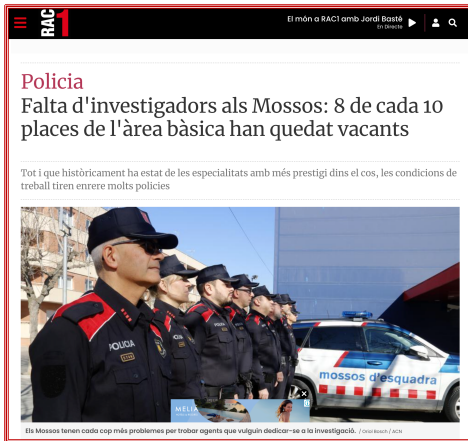 RAC1
El món a RAC1 amb Jordi Basté
En Directe
Policia
Falta d'investigadors als Mossos: 8 de cada 10
places de l'àrea bàsica han quedat vacants
Tot i que històricament ha estat de les especialitats amb més prestigi dins el cos, les condicions de
treball tiren enrere molts policies
POLICIA
POLICIA
mossos d'esquadra
MELIÁ
Els Mossos tenen cada cop més problemes per trobar agents que vulguin dedicar-se a la investigació. / Oriol Bosch / ACN